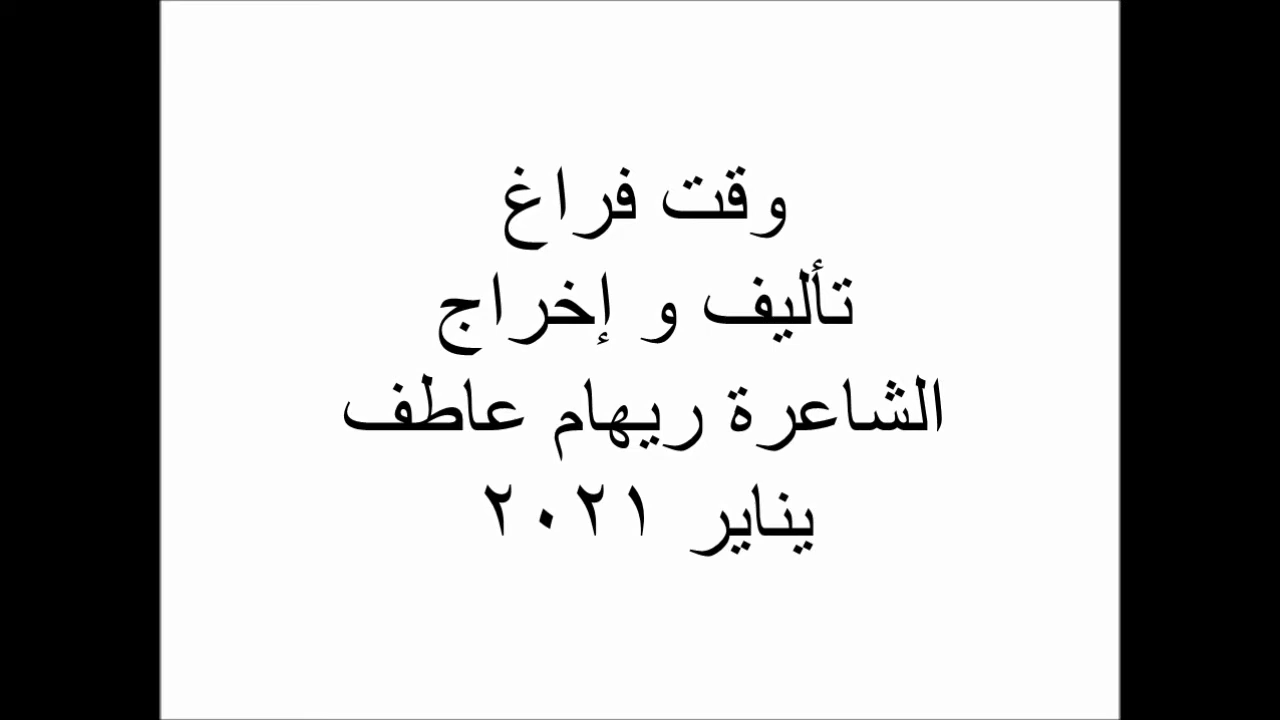 وقت فراغ
تأليف و إخراج
الشاعرة ريهام عاطف
يناير ٢٠٢١